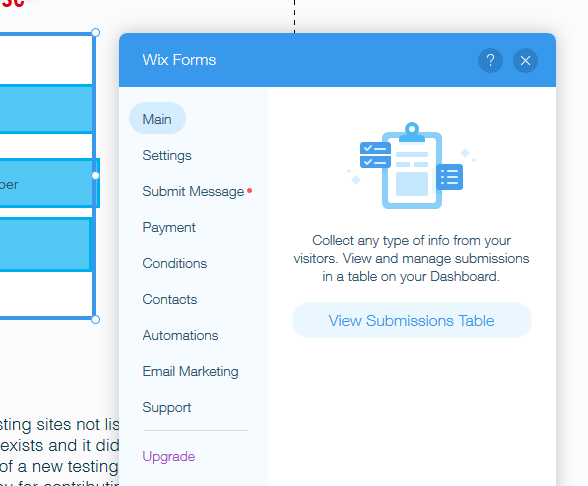 Wix Forms
?
Main
Settings
Submit Message
Payment
Conditions
Contacts
Automations
Email Marketing
Support
Upgrade
Collect any type of info from your
visitors. View and manage submissions
in a table on your Dashboard.
View Submissions Table
ber
sting sites not lis
exists and it did
of a new testing